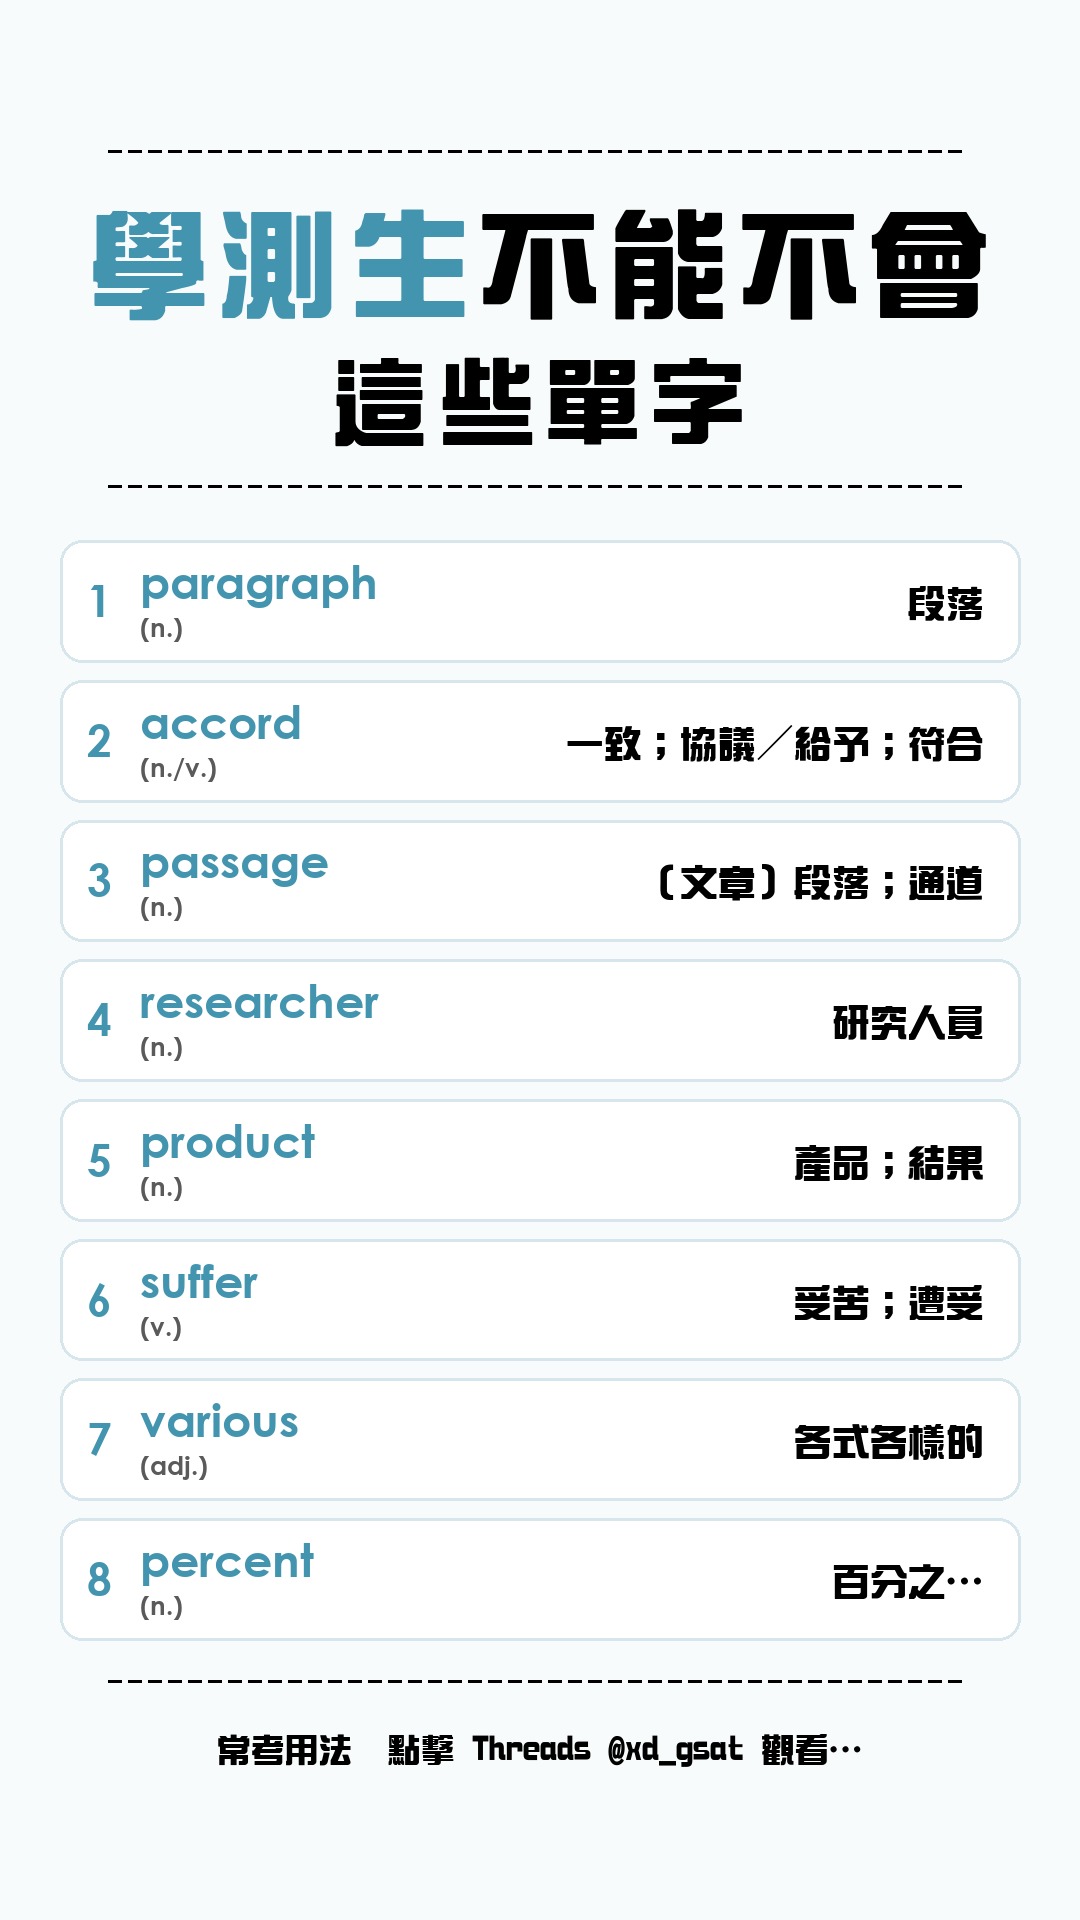 學測生不能不會
這些單字
1 paragraph
(n.)
段落
2 accord
(n./v.)
一致；協議／給予；符合
3 passage
(n.)
（文章）段落；通道
4 researcher
(n.)
研究人員
5 product
(n.)
產品；結果
6 suffer
(v.)
受苦；遭受
7 various
(adj.)
各式各樣的
8 percent
(n.)
百分之…
常考用法　點擊 Threads @xd_gsat 觀看…